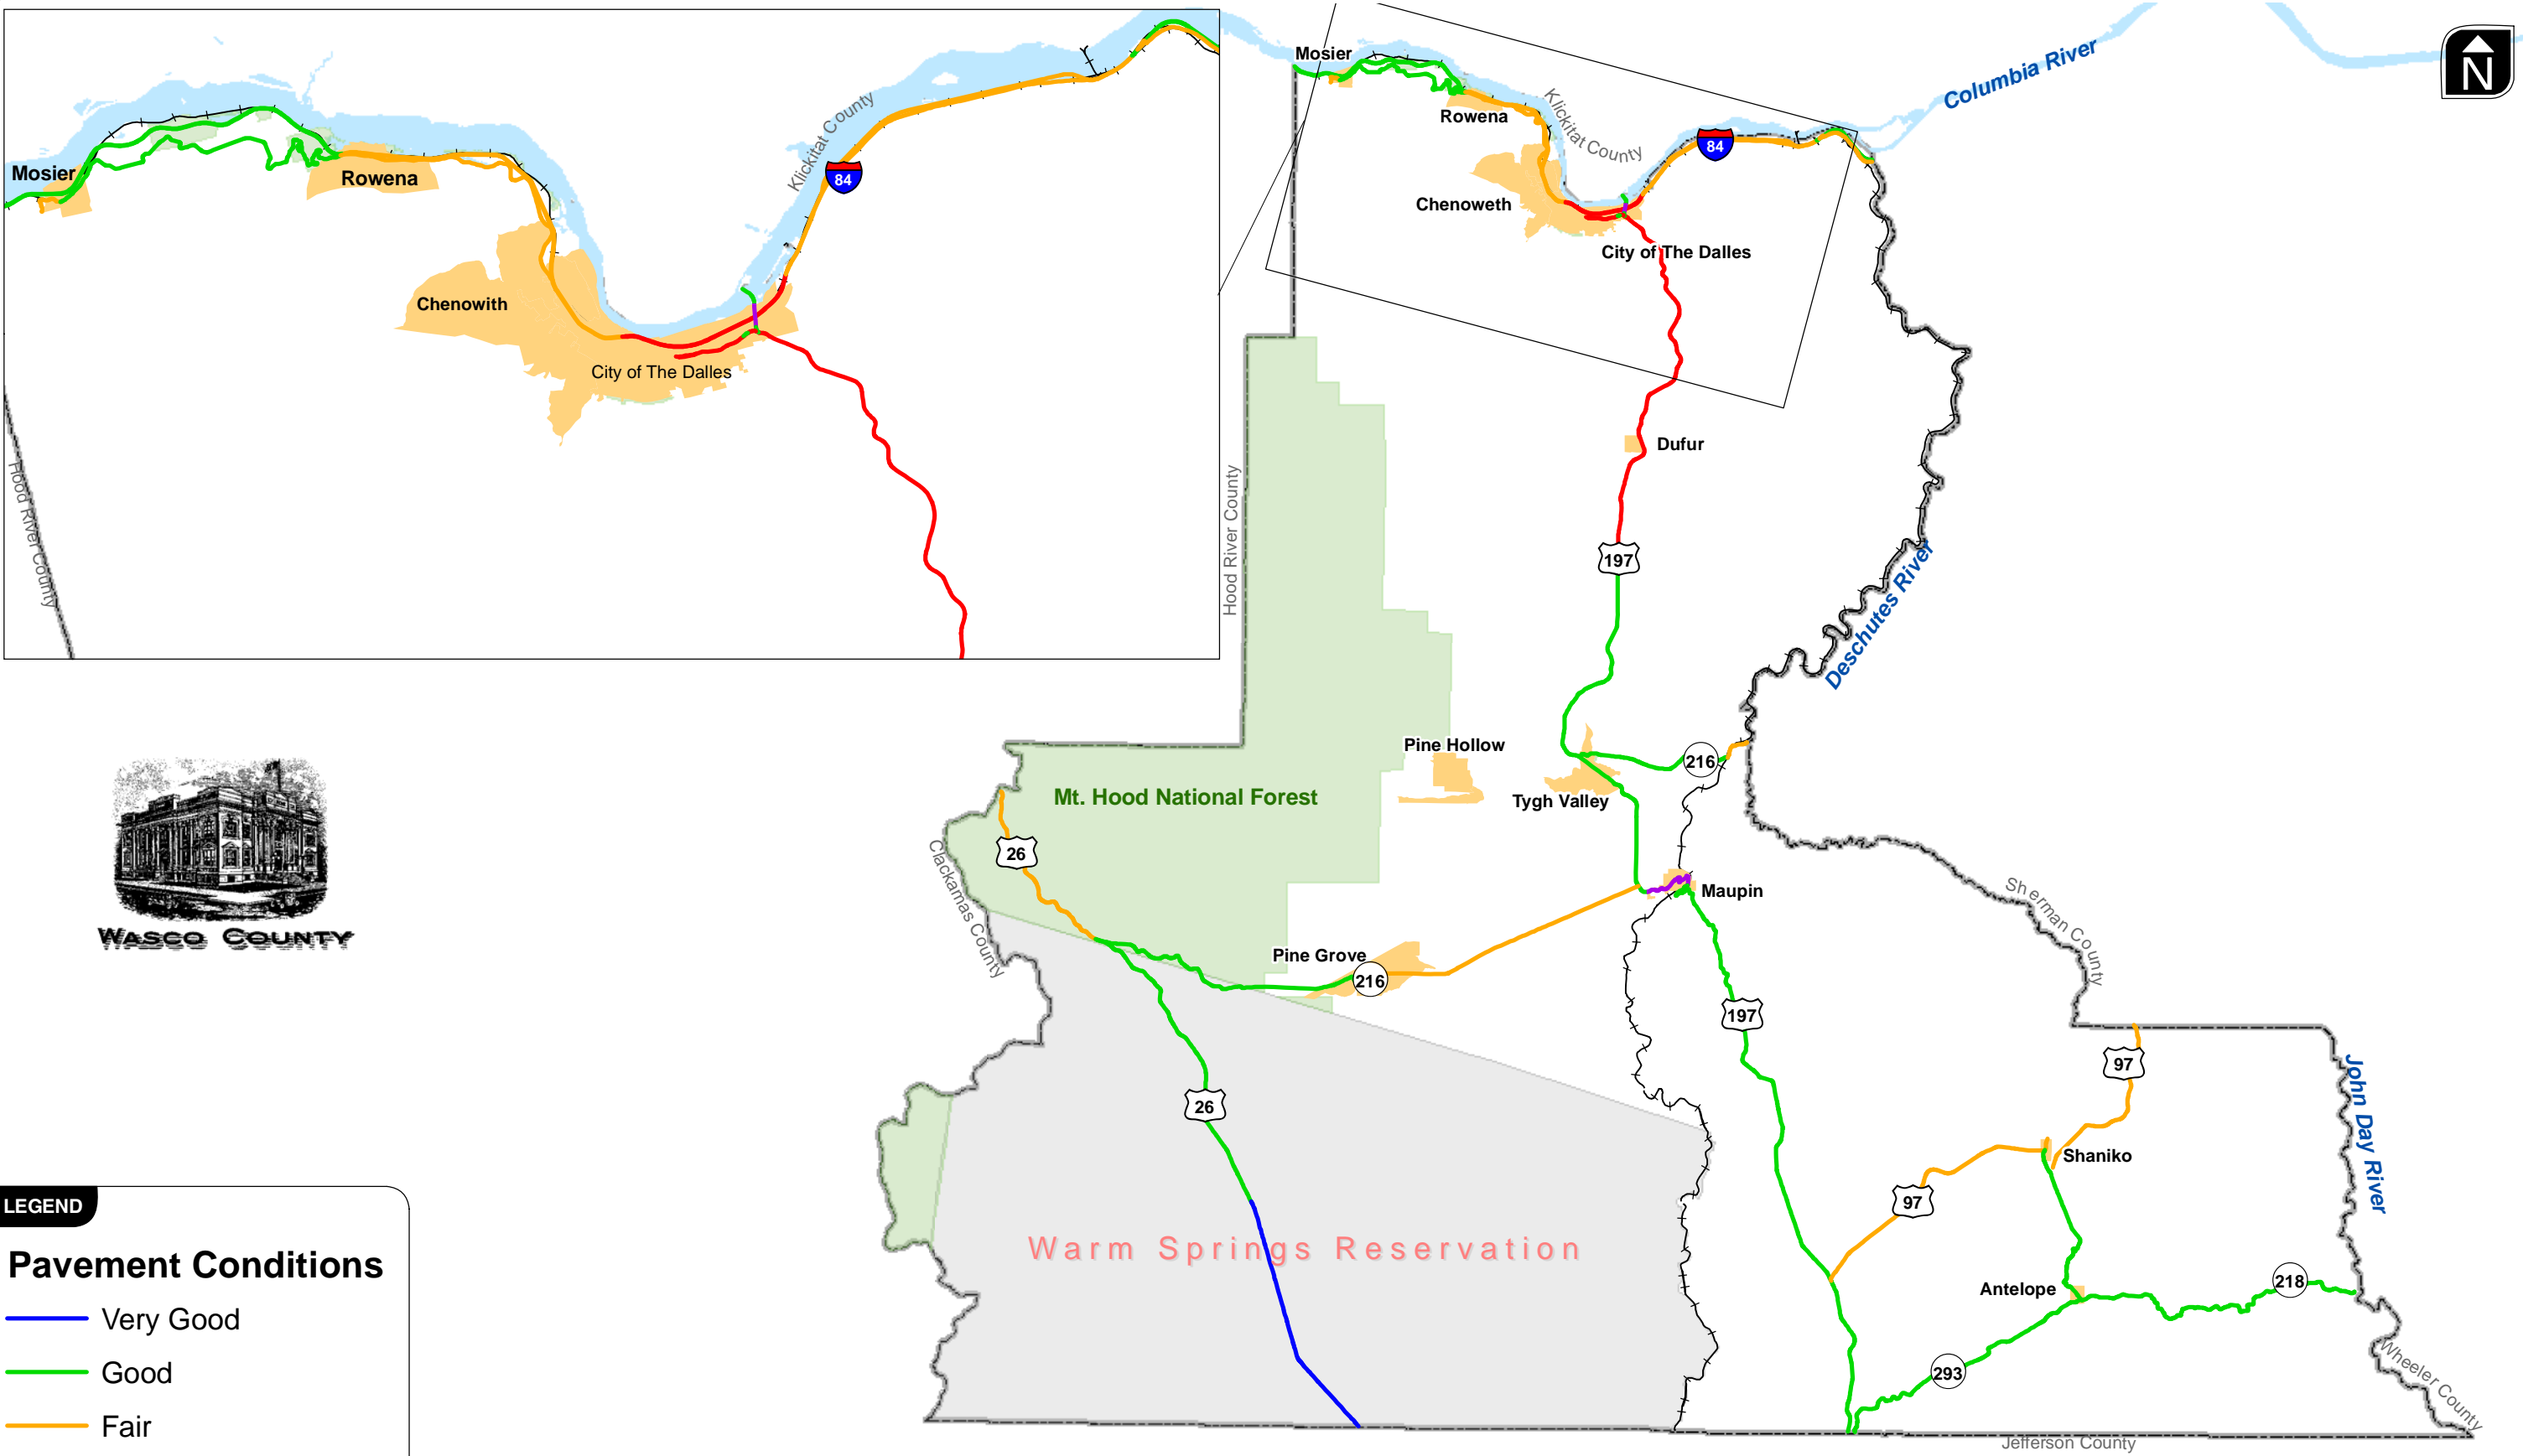 Mosier
Rowena
Chenowith
City of The Dalles
Klickitat County
84
Hood River County
Mosier
Rowena
Klickitat County
84
Chenoweth
City of The Dalles
Columbia River
N
Dufur
197
Hood River County
Deschutes River
Pine Hollow
216
Tygh Valley
Mt. Hood National Forest
26
Clackamas County
Maupin
Sherman County
Pine Grove
216
197
97
John Day River
26
Shaniko
97
Warm Springs Reservation
Antelope
218
293
Wheeler County
Jefferson County
WASCO COUNTY
LEGEND
Pavement Conditions
Very Good
Good
Fair